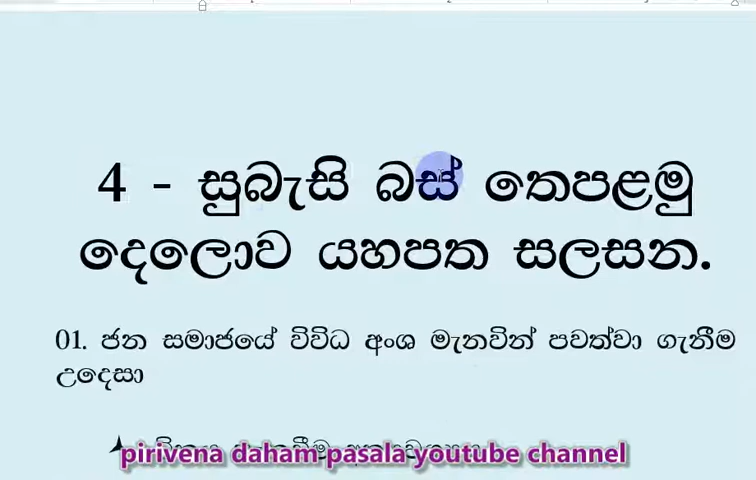 4 - සුබැසි බස් තෙපළමු
දෙලොව යහපත සලසන.
01. ජන සමාජයේ විවිධ අංශ මැනවින් පවත්වා ගැනීම
උදෙසා
pirivena daham pasala youtube channel